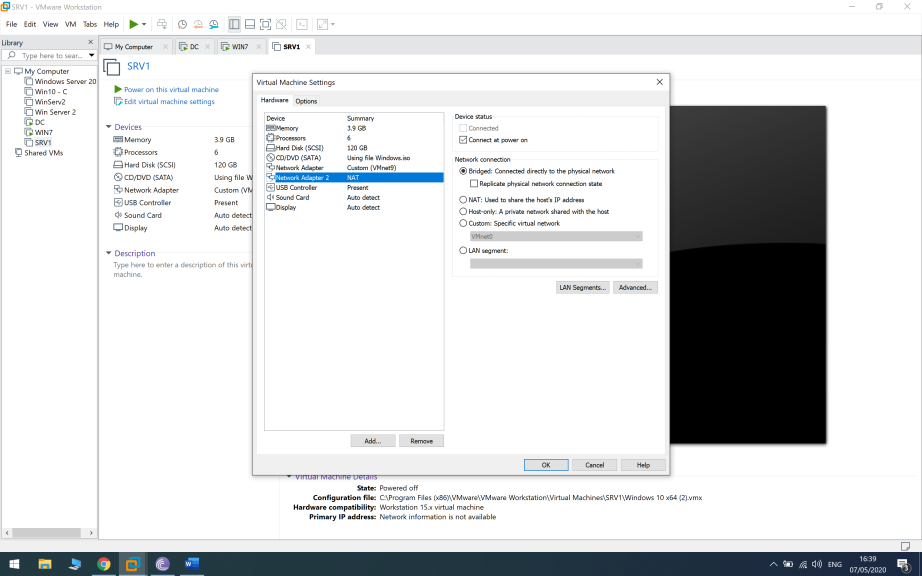 SRV1 - VMware Workstation
File Edit View VM Tabs Help
Library
Type here to sear...
My Computer
Windows Server 20
Win10 - C
WinServ2
Win Server 2
DC
WIN7
SRV1
Shared VMs
My Computer DC WIN7 SRV1
SRV1
Power on this virtual machine
Edit virtual machine settings
Devices
Memory 3.9 GB
Processors 6
Hard Disk (SCSI) 120 GB
CD/DVD (SATA) Using file W
Network Adapter Custom (VM
USB Controller Present
Sound Card Auto detect
Display Auto detect
Description
Type here to enter a description of this virt
machine.
Virtual Machine Settings
Hardware Options
Device Summary
Memory 3.9 GB
Processors 6
Hard Disk (SCSI) 120 GB
CD/DVD (SATA) Using file Windows.iso
Network Adapter Custom (VMnet9)
Network Adapter 2 NAT
USB Controller Present
Sound Card Auto detect
Display Auto detect
Add... Remove
Device status
Connected
Connect at power on
Network connection
Bridged: Connected directly to the physical network
Replicate physical network connection state
NAT: Used to share the host's IP address
Host-only: A private network shared with the host
Custom: Specific virtual network
VMnet0
LAN segment:
LAN Segments... Advanced...
OK Cancel Help
Virtual Machine Details
State: Powered off
Configuration file: C:\Program Files (x86)\VMware\VMware Workstation\Virtual Machines\SRV1\Windows 10 x64 (2).vmx
Hardware compatibility: Workstation 15.x virtual machine
Primary IP address: Network information is not available
ENG
16:39
07/05/2020
3